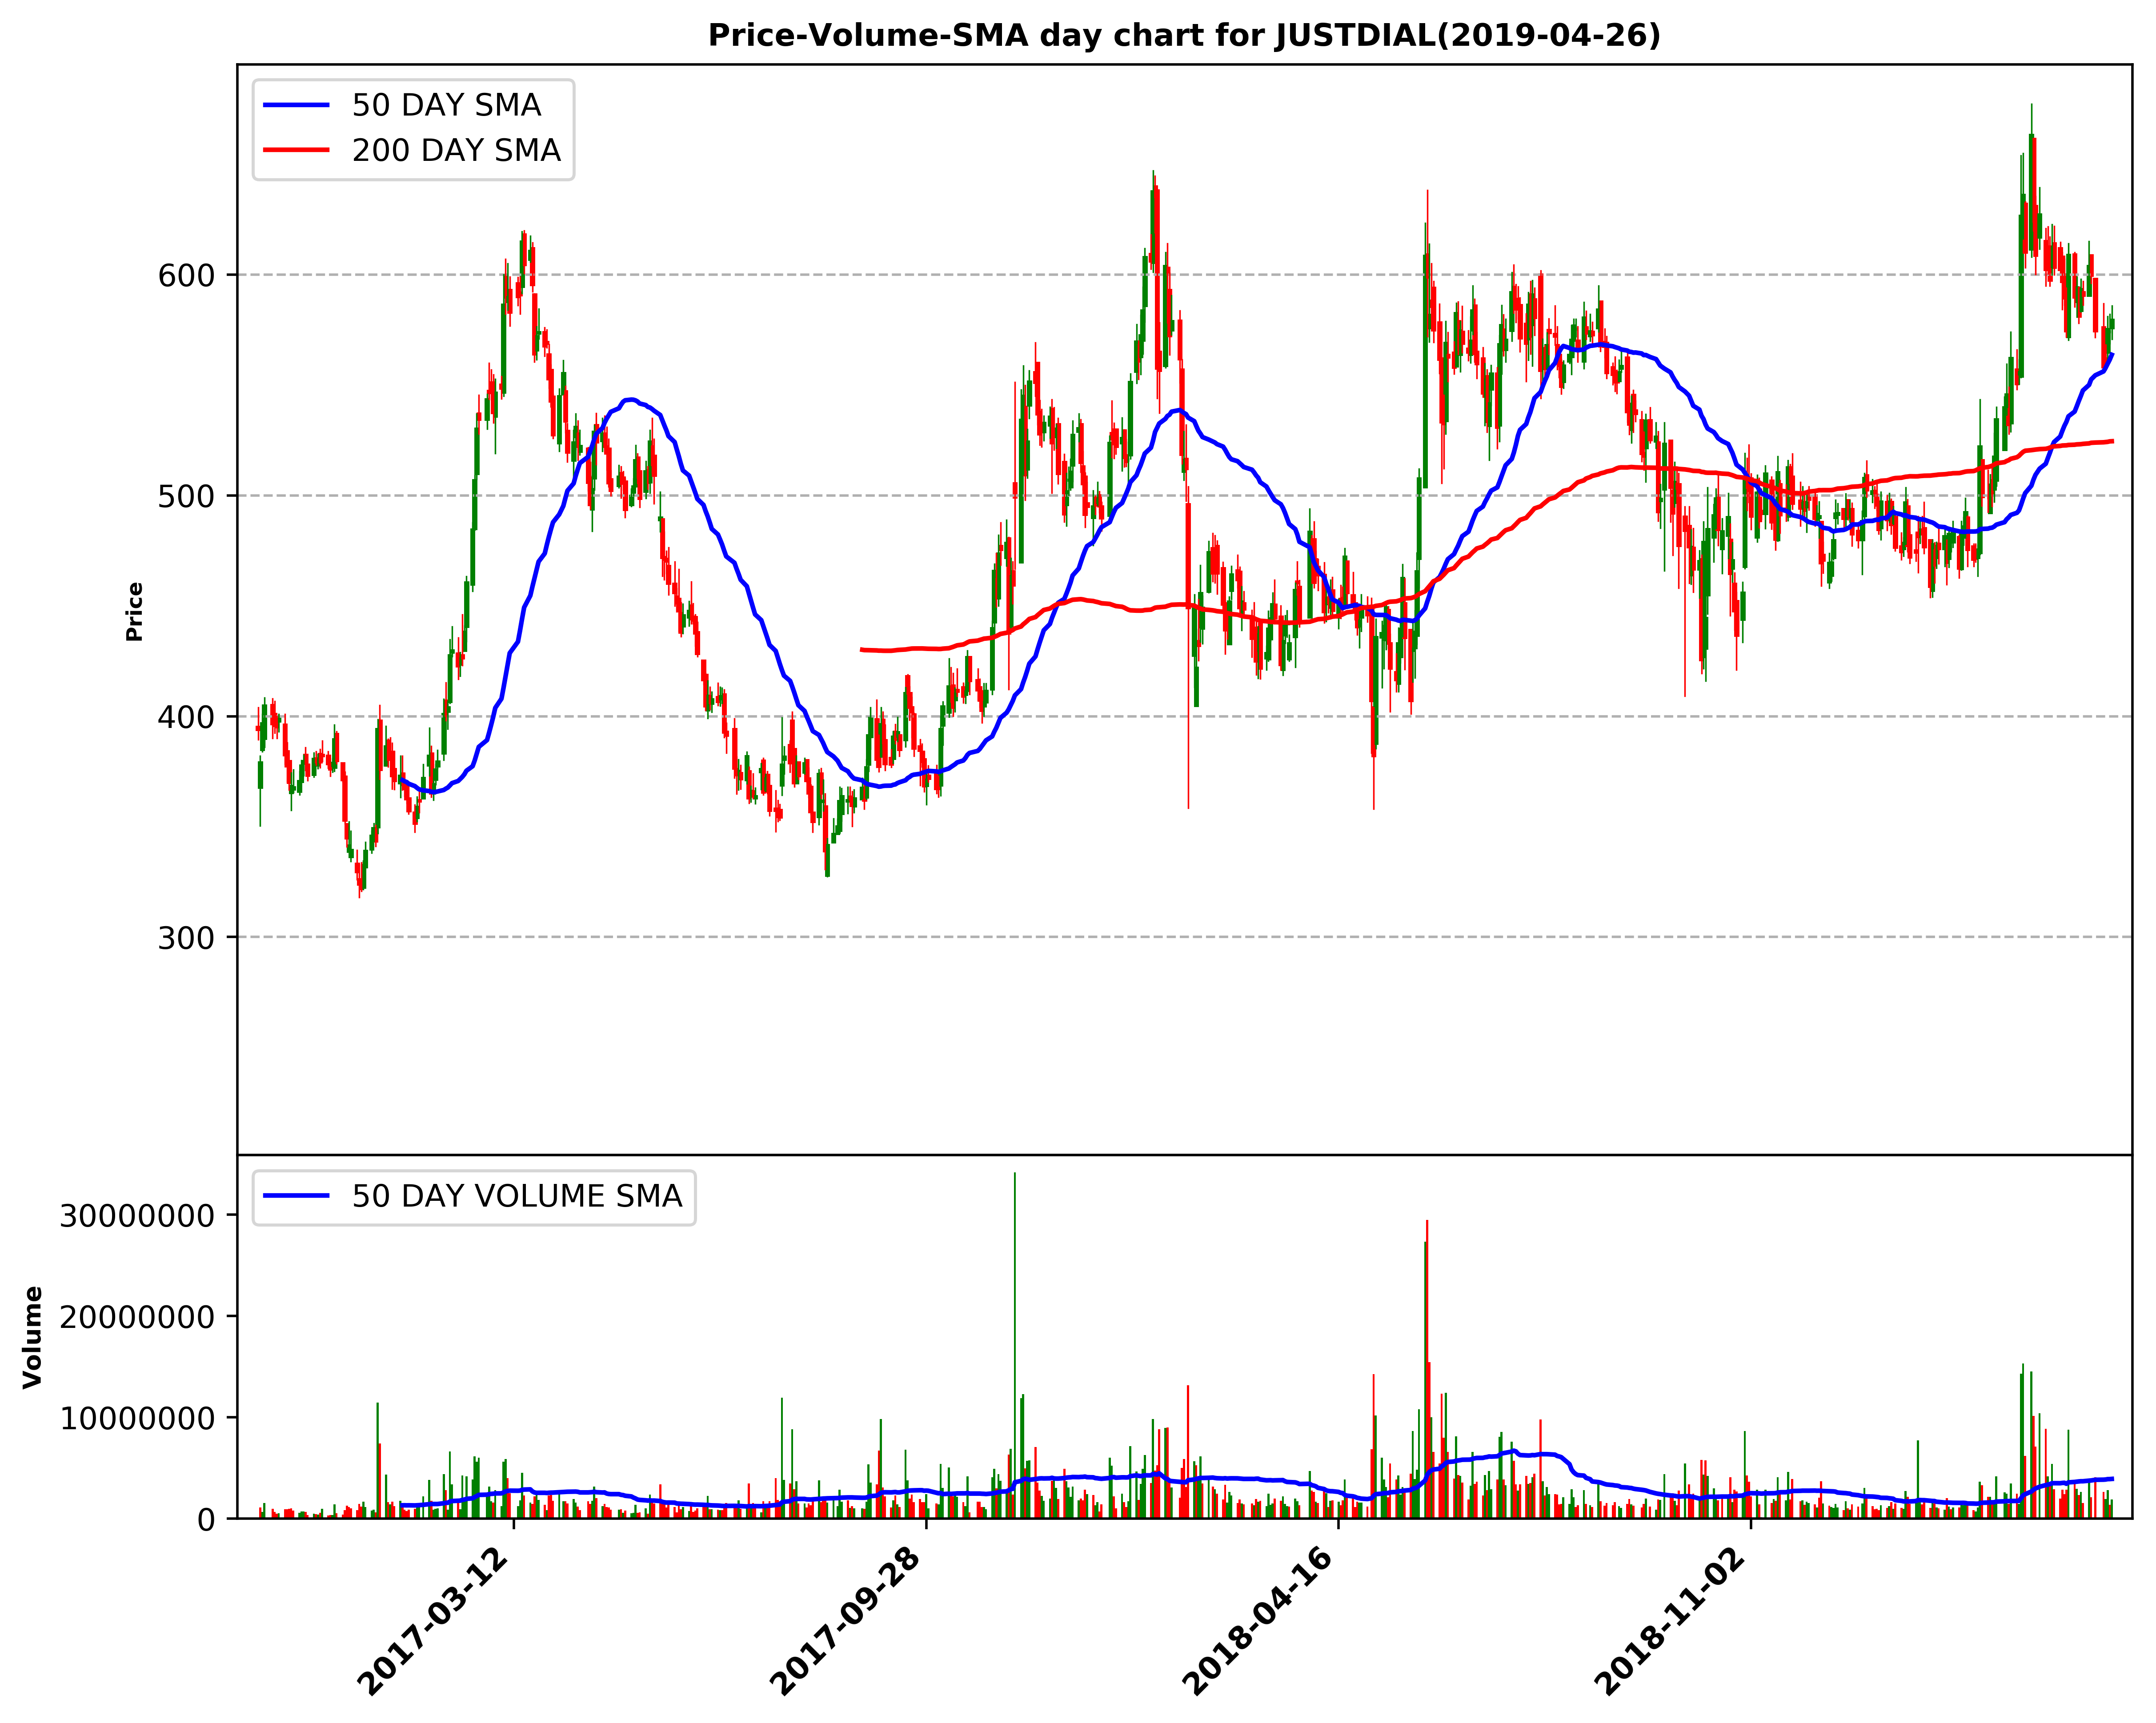 Price-Volume-SMA day chart for JUSTDIAL(2019-04-26)
50 DAY SMA
200 DAY SMA
600
500
400
300
Price
50 DAY VOLUME SMA
30000000
20000000
10000000
0
Volume
2017-03-12
2017-09-28
2018-04-16
2018-11-02